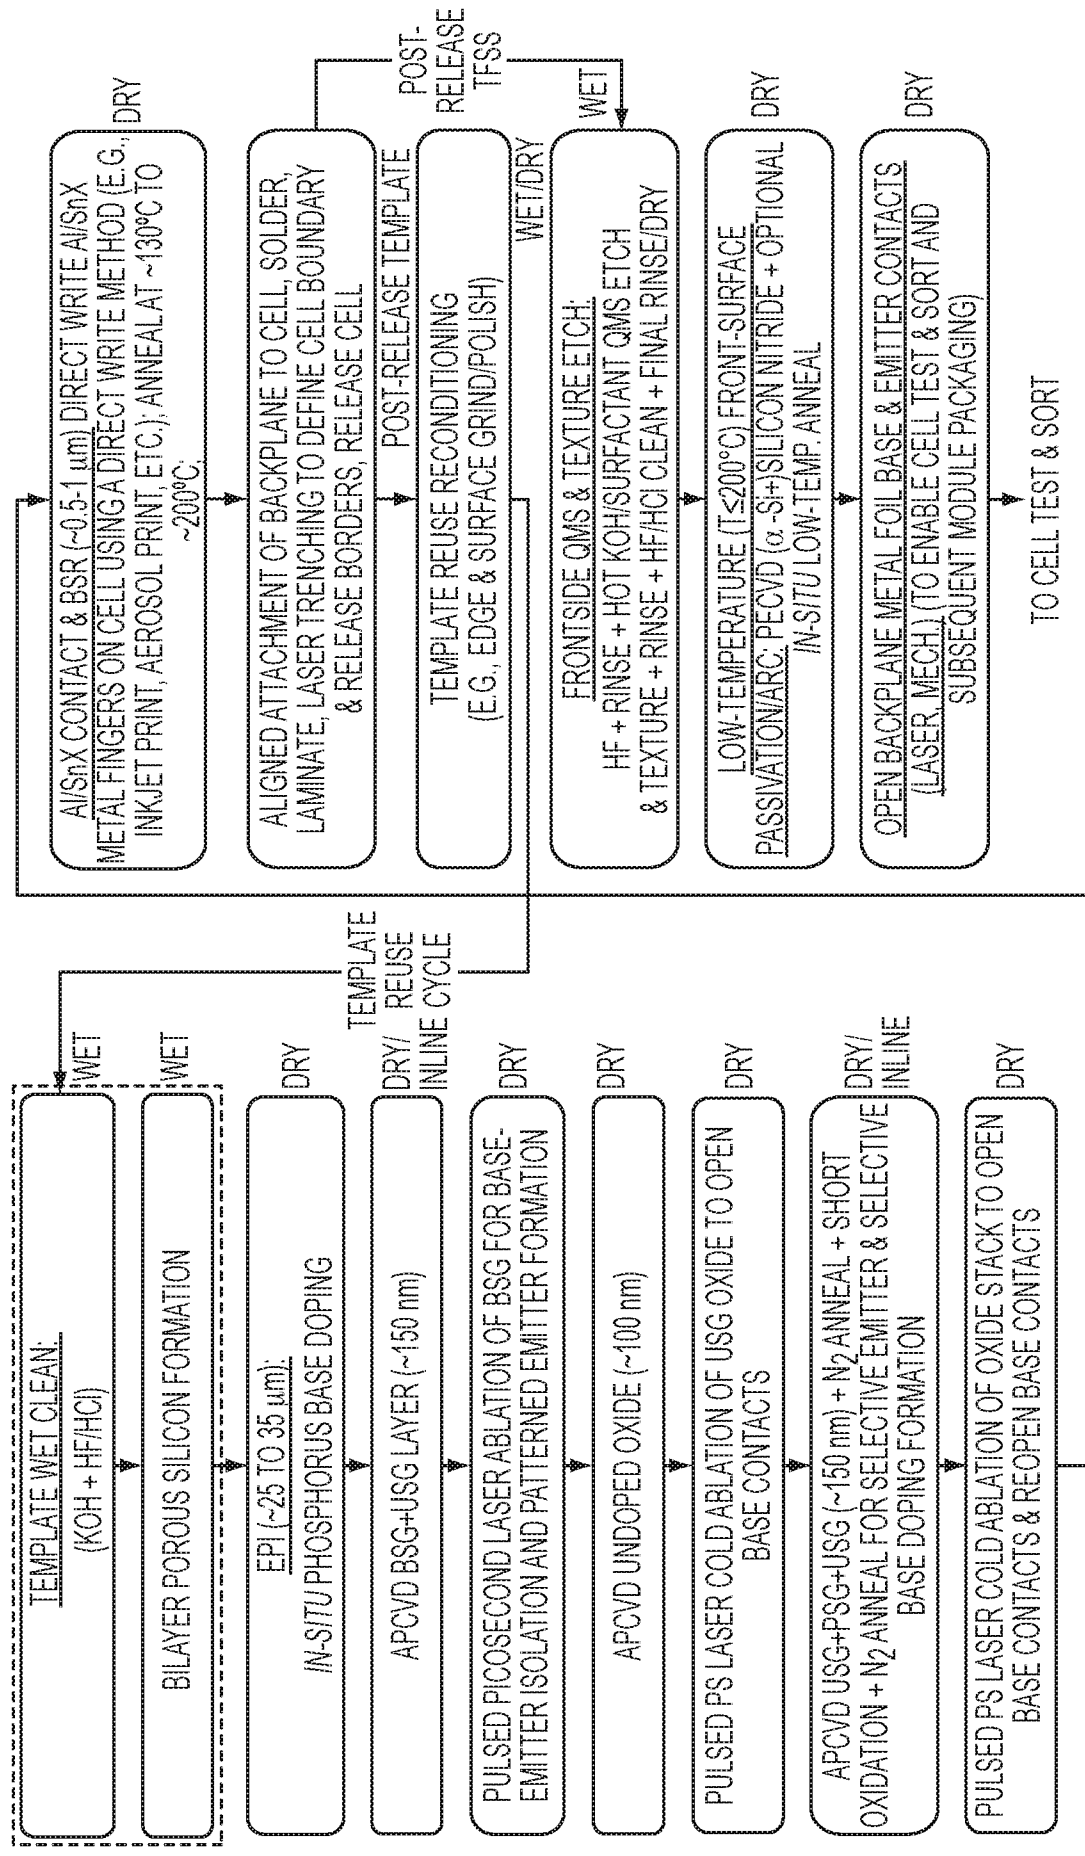 TEMPLATE WET CLEAN:
(KOH + HF/HCl)
WET
BILAYER POROUS SILICON FORMATION
WET
EPI (~25 TO 35 µm):
IN-SITU PHOSPHORUS BASE DOPING
DRY
APCVD BSG+USG LAYER (~150 nm)
DRY/
INLINE
PULSED PICOSECOND LASER ABLATION OF BSG FOR BASE-
EMITTER ISOLATION AND PATTERNED EMITTER FORMATION
DRY
APCVD UNDOPED OXIDE (~100 nm)
DRY
PULSED PS LASER COLD ABLATION OF USG OXIDE TO OPEN
BASE CONTACTS
DRY
APCVD USG+PSG+USG (~150 nm) + N2 ANNEAL + SHORT
OXIDATION + N2 ANNEAL FOR SELECTIVE EMITTER & SELECTIVE
BASE DOPING FORMATION
DRY/
INLINE
PULSED PS LASER COLD ABLATION OF OXIDE STACK TO OPEN
BASE CONTACTS & REOPEN BASE CONTACTS
DRY
TEMPLATE
REUSE
CYCLE
Al/SnX CONTACT & BSR (~0.5-1 µm) DIRECT WRITE Al/SnX
METAL FINGERS ON CELL USING A DIRECT WRITE METHOD (E.G.,
INKJET PRINT, AEROSOL PRINT, ETC.); ANNEAL AT ~130°C TO
~200°C;
DRY
ALIGNED ATTACHMENT OF BACKPLANE TO CELL, SOLDER,
LAMINATE, LASER TRENCHING TO DEFINE CELL BOUNDARY
& RELEASE BORDERS, RELEASE CELL
POST-
RELEASE
TFSS
POST-RELEASE TEMPLATE
TEMPLATE REUSE RECONDITIONING
(E.G., EDGE & SURFACE GRIND/POLISH)
WET/DRY
FRONTSIDE QMS & TEXTURE ETCH:
HF + RINSE + HOT KOH/SURFACTANT QMS ETCH
& TEXTURE + RINSE + HF/HCl CLEAN + FINAL RINSE/DRY
WET
LOW-TEMPERATURE (T≤200°C) FRONT-SURFACE
PASSIVATION/ARC: PECVD (α -Si+)SILICON NITRIDE + OPTIONAL
IN-SITU LOW-TEMP. ANNEAL
DRY
OPEN BACKPLANE METAL FOIL BASE & EMITTER CONTACTS
(LASER, MECH.) (TO ENABLE CELL TEST & SORT AND
SUBSEQUENT MODULE PACKAGING)
DRY
TO CELL TEST & SORT